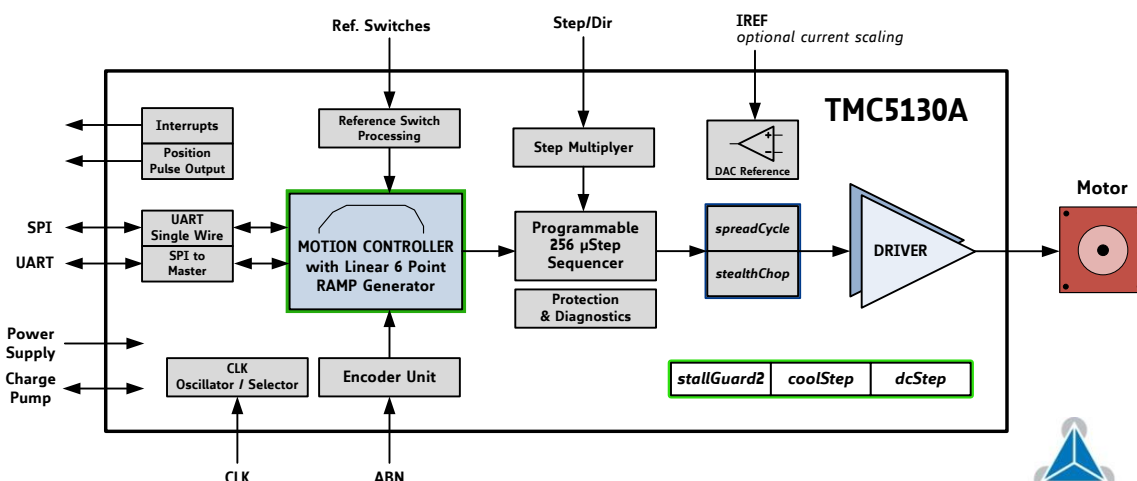 Ref. Switches
Step/Dir
IREF
optional current scaling
TMC5130A
Interrupts
Position
Pulse Output
Reference Switch
Processing
Step Multiplyer
DAC Reference
Motor
SPI
UART
UART
Single Wire
SPI to
Master
MOTION CONTROLLER
with Linear 6 Point
RAMP Generator
Programmable
256 µStep
Sequencer
spreadCycle
stealthChop
DRIVER
Protection
& Diagnostics
Power
Supply
Charge
Pump
CLK
Oscillator / Selector
Encoder Unit
stallGuard2
coolStep
dcStep
CLK
ABN